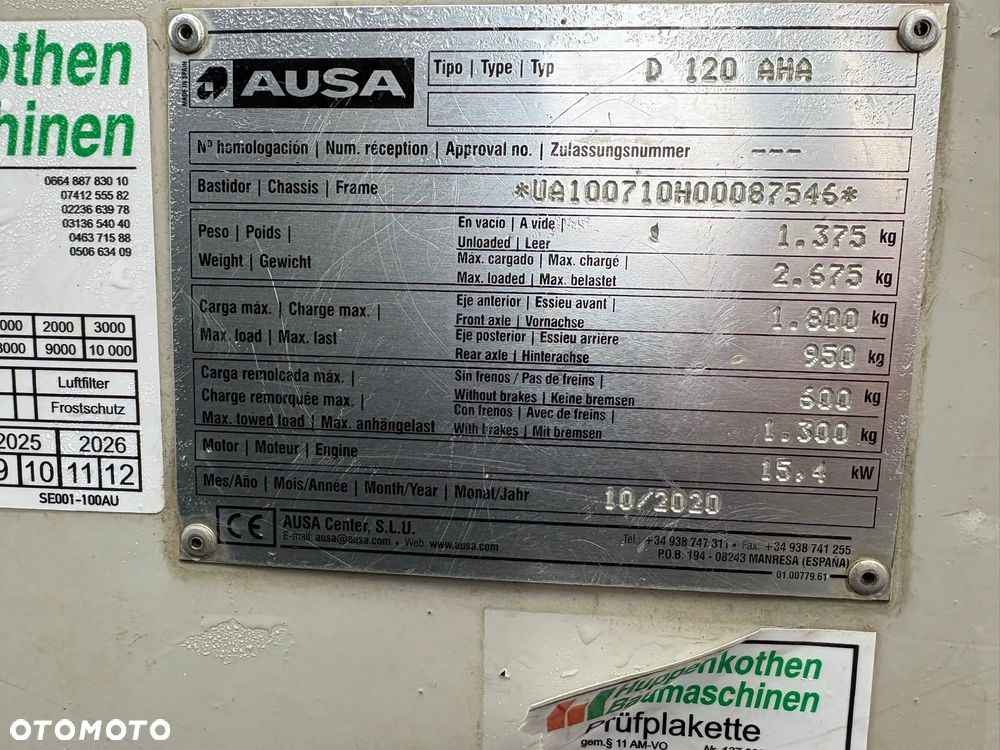 othen
hinen
0664 887 830 10
07412 555 82
02236 639 78
03136 540 40
0463 715 88
0506 634 09
000 2000 3000
8000 9000 10 000
Luftfilter
Frostschutz
2025 2026
9 10 11 12
SE001-100AU
MADE IN SPAIN
AUSA
Tipo | Type | Typ D 120 AHA
Nº homologación | Num. réception | Approval no. | Zulassungsnummer ---
Bastidor | Chassis | Frame *UA100710H00087546*
Peso | Poids |
Weight | Gewicht
En vacío | A vide |
Unloaded | Leer 1.375 kg
Máx. cargado | Max. chargé |
Max. loaded | Max. belastet 2.675 kg
Carga máx. | Charge max. |
Max. load | Max. last
Eje anterior | Essieu avant |
Front axle | Vornachse 1.800 kg
Eje posterior | Essieu arrière
Rear axle | Hinterachse 950 kg
Carga remolcada máx. |
Charge remorquée max. |
Max. towed load | Max. anhängelast
Sin frenos / Pas de freins |
Without brakes | Keine bremsen 600 kg
Con frenos | Avec de freins |
With brakes | Mit bremsen 1.300 kg
Motor | Moteur | Engine 15.4 kW
Mes/Año | Mois/Année | Month/Year | Monat/Jahr 10/2020
CE
AUSA Center, S.L.U.
E-mail: ausa@ausa.com • Web: www.ausa.com
Tel. +34 938 747 311 • Fax: +34 938 741 255
P.O.B. 194 - 08243 MANRESA (ESPAÑA)
01.00779.61
Huppenkothen
Baumaschinen
Prüfplakette
gem.§ 11 AM-VO
OTOMOTO